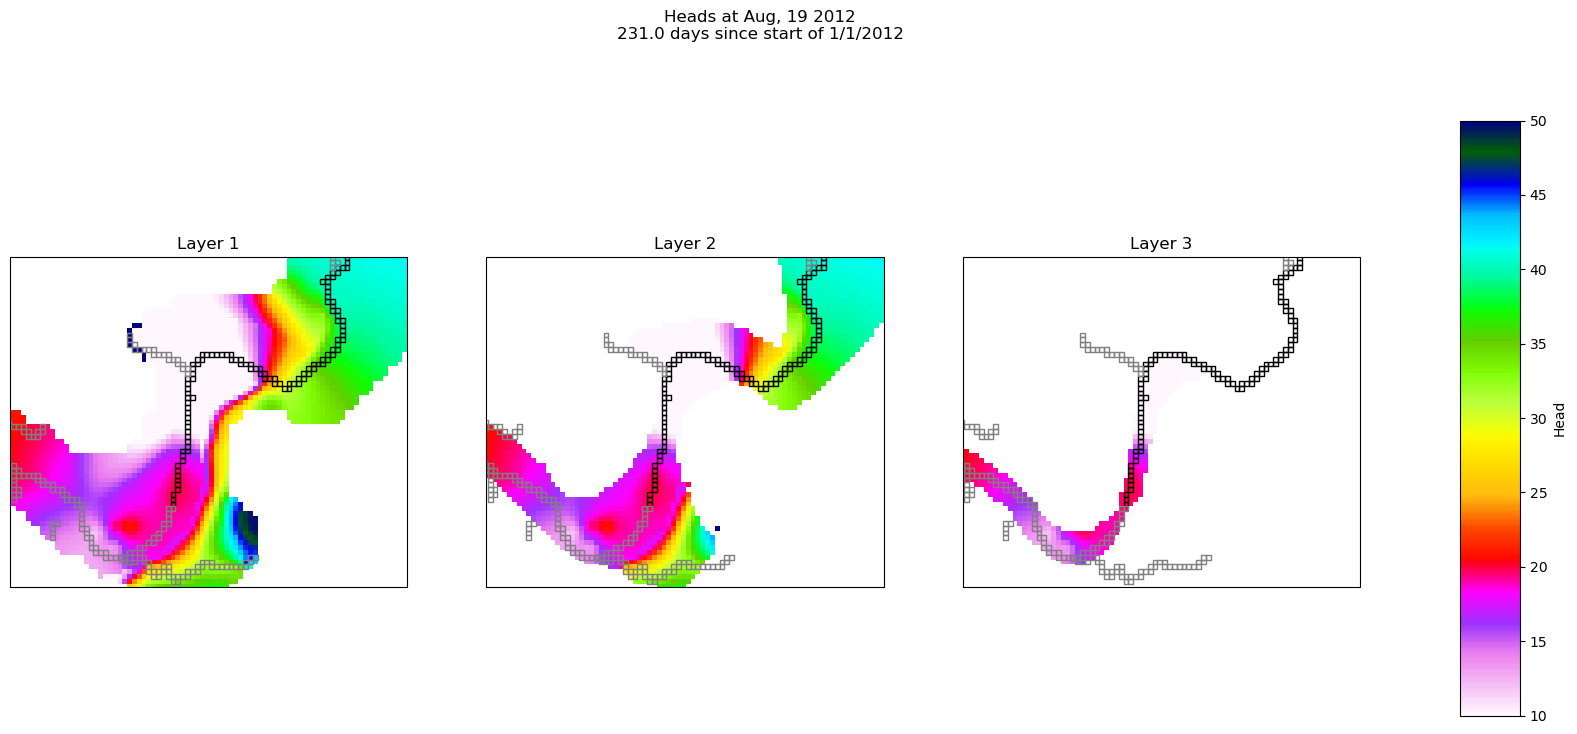 Heads at Aug, 19 2012
231.0 days since start of 1/1/2012
Layer 1
Layer 2
Layer 3
50
45
40
35
30
25
20
15
10
Head